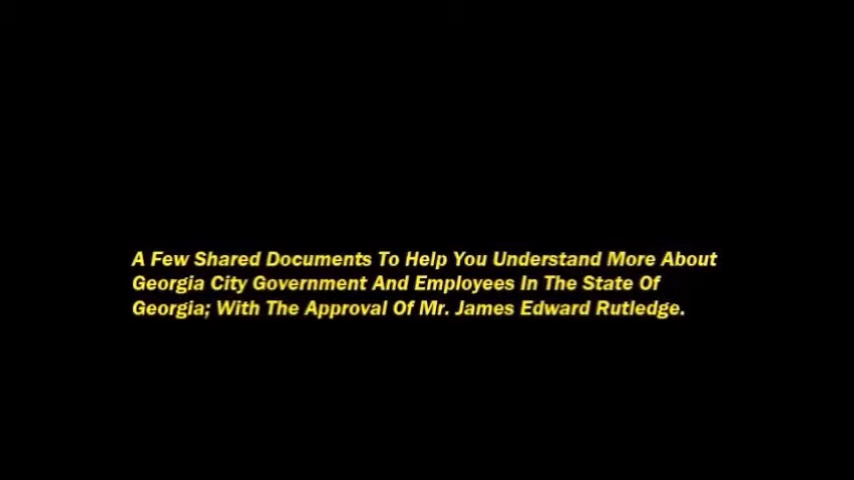 A Few Shared Documents To Help You Understand More About
Georgia City Government And Employees In The State Of
Georgia; With The Approval Of Mr. James Edward Rutledge.